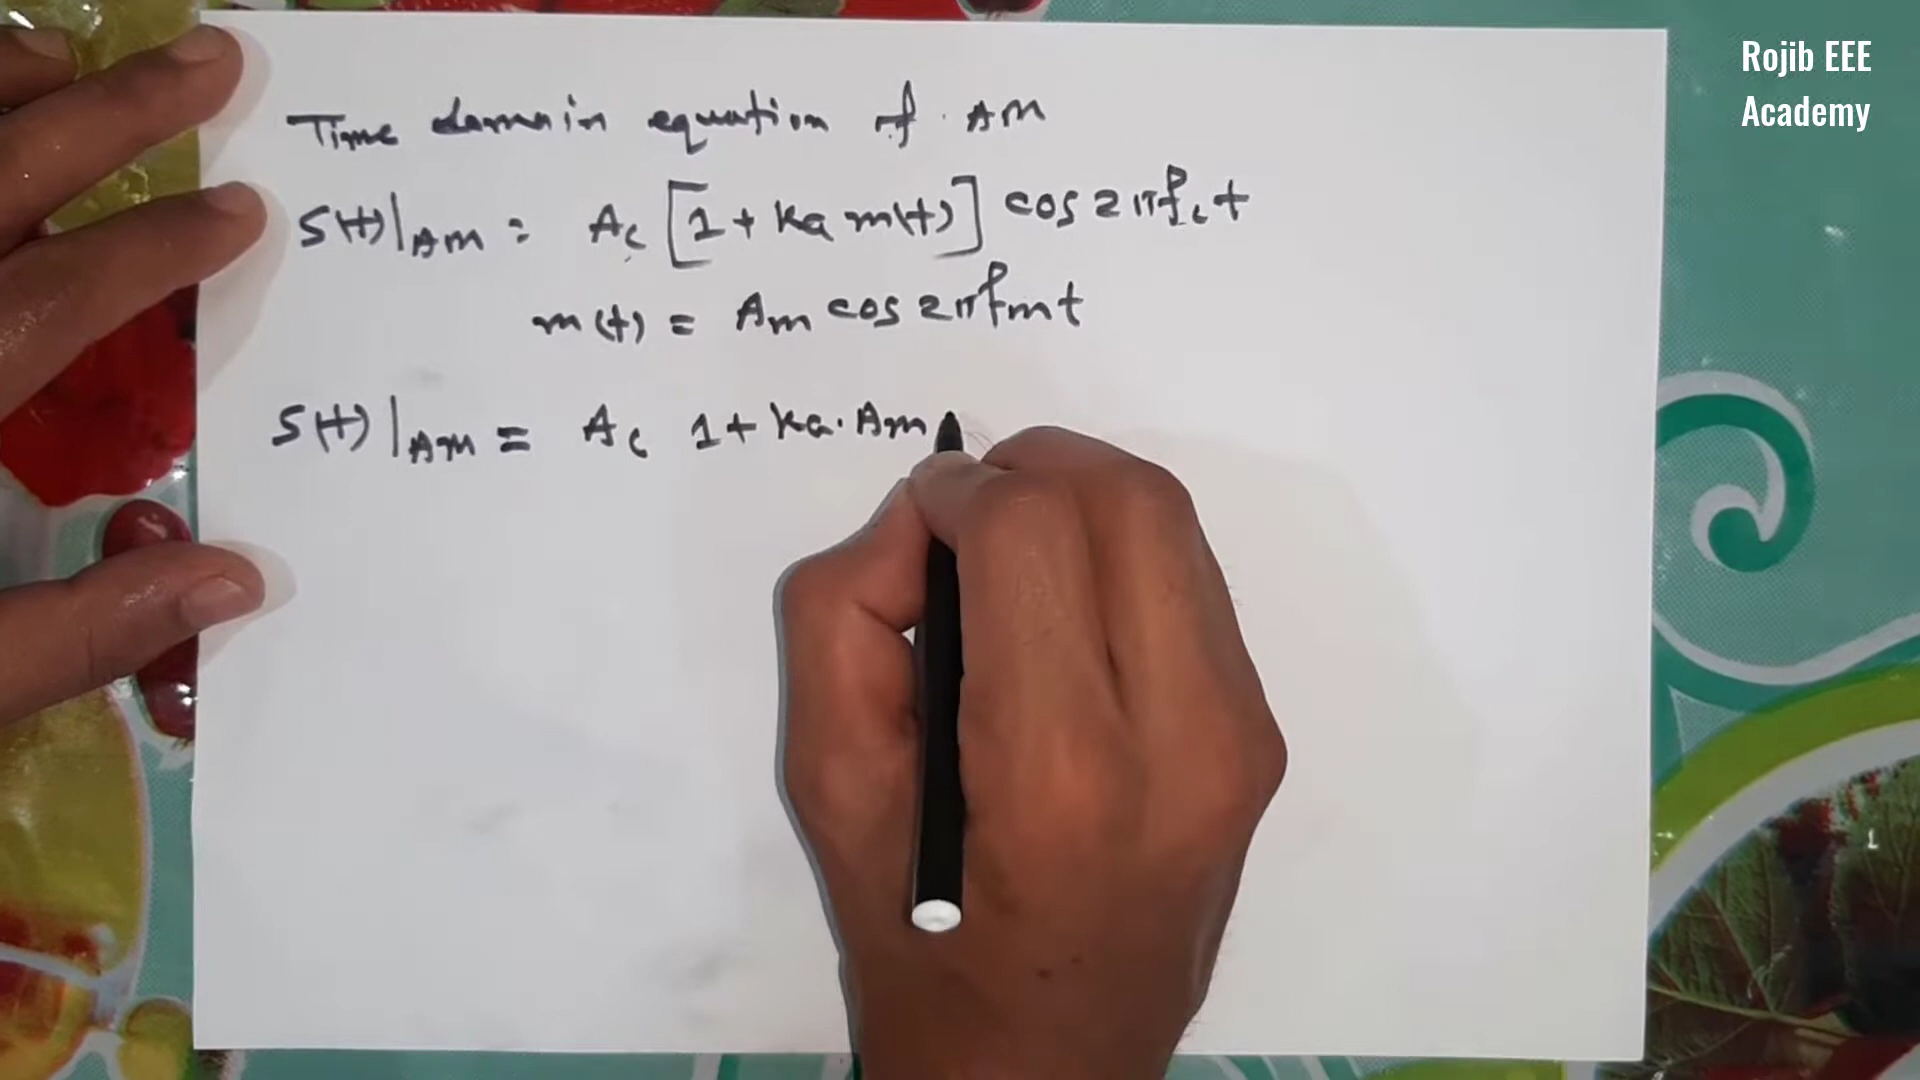 Time domain equation of AM
S(t)|AM = Ac [1 + ka m(t)] cos 2πfct
m(t) = Am cos 2πfmt
S(t)|AM = Ac 1 + ka. Am
Rojib EEE
Academy